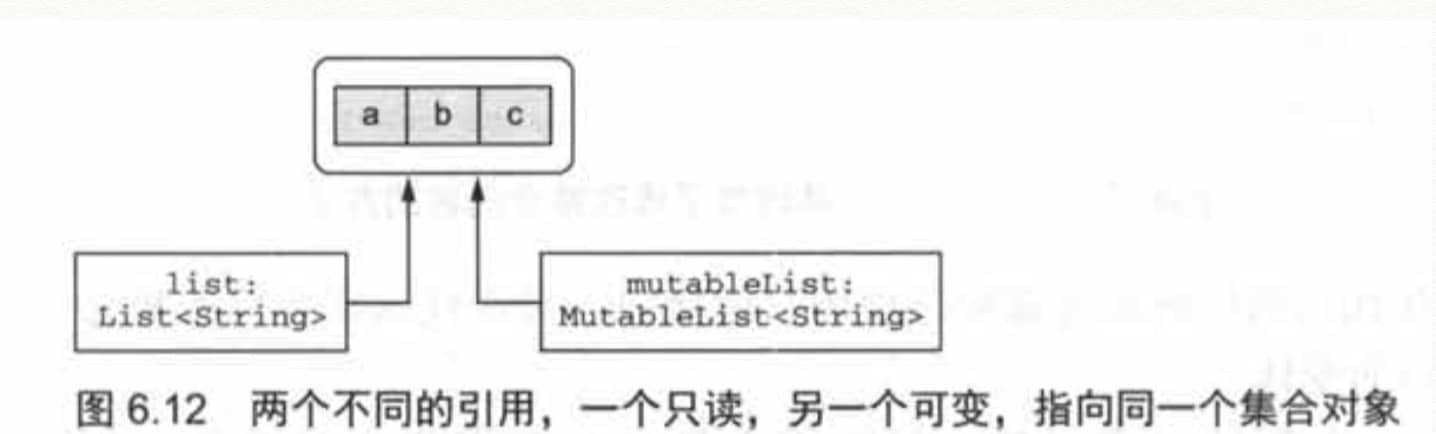 a b c
list:
List<String>
mutableList:
MutableList<String>
图 6.12 两个不同的引用，一个只读，另一个可变，指向同一个集合对象